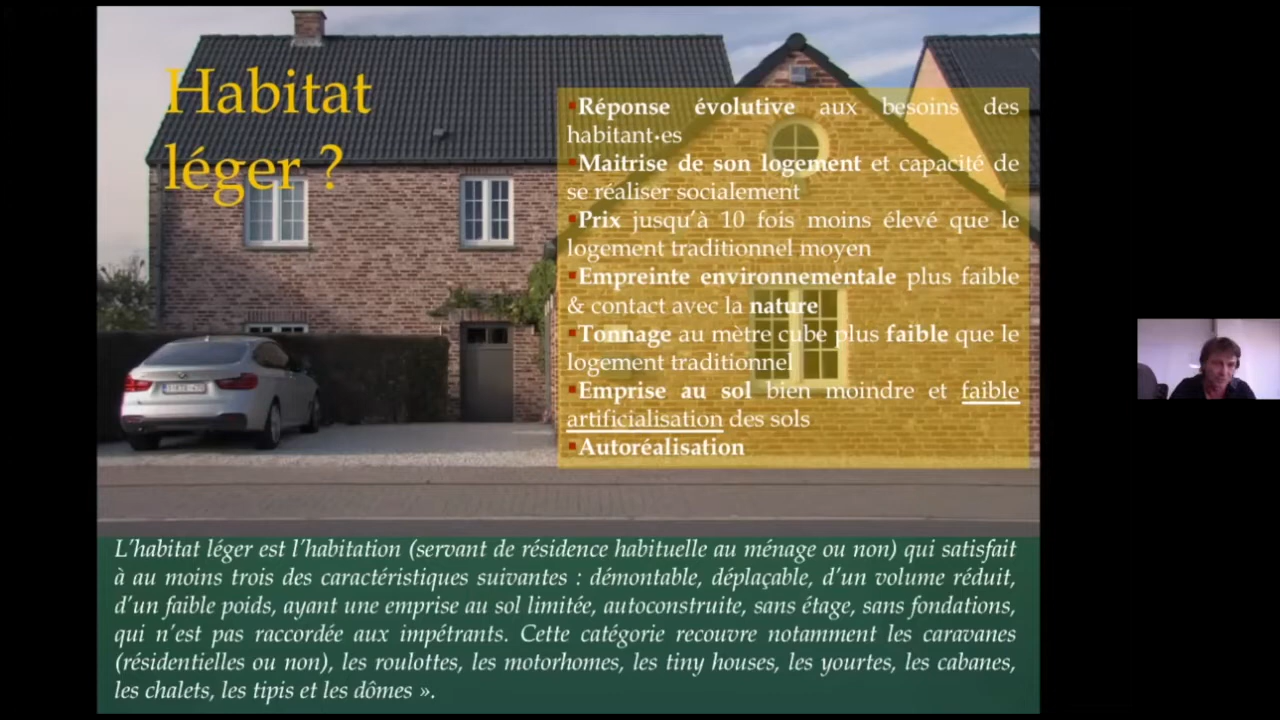 Habitat
léger ?
▪Réponse évolutive aux besoins des
habitant·es
▪Maitrise de son logement et capacité de
se réaliser socialement
▪Prix jusqu'à 10 fois moins élevé que le
logement traditionnel moyen
▪Empreinte environnementale plus faible
& contact avec la nature
▪Tonnage au mètre cube plus faible que le
logement traditionnel
▪Emprise au sol bien moindre et faible
artificialisation des sols
▪Autoréalisation
L'habitat léger est l'habitation (servant de résidence habituelle au ménage ou non) qui satisfait
à au moins trois des caractéristiques suivantes : démontable, déplaçable, d'un volume réduit,
d'un faible poids, ayant une emprise au sol limitée, autoconstruite, sans étage, sans fondations,
qui n'est pas raccordée aux impétrants. Cette catégorie recouvre notamment les caravanes
(résidentielles ou non), les roulottes, les motorhomes, les tiny houses, les yourtes, les cabanes,
les chalets, les tipis et les dômes ».